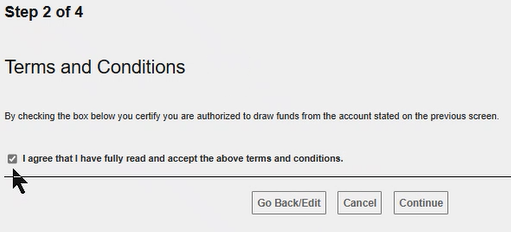 Step 2 of 4
Terms and Conditions
By checking the box below you certify you are authorized to draw funds from the account stated on the previous screen.
I agree that I have fully read and accept the above terms and conditions.
Go Back/Edit Cancel Continue